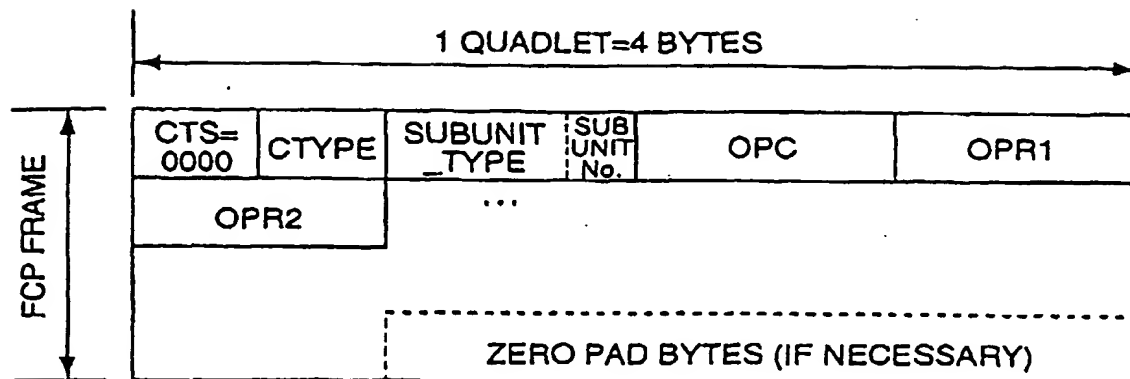 1 QUADLET=4 BYTES
FCP FRAME
CTS=
0000
CTYPE
SUBUNIT
_TYPE
SUB
UNIT
No.
OPC
OPR1
OPR2
...
ZERO PAD BYTES (IF NECESSARY)